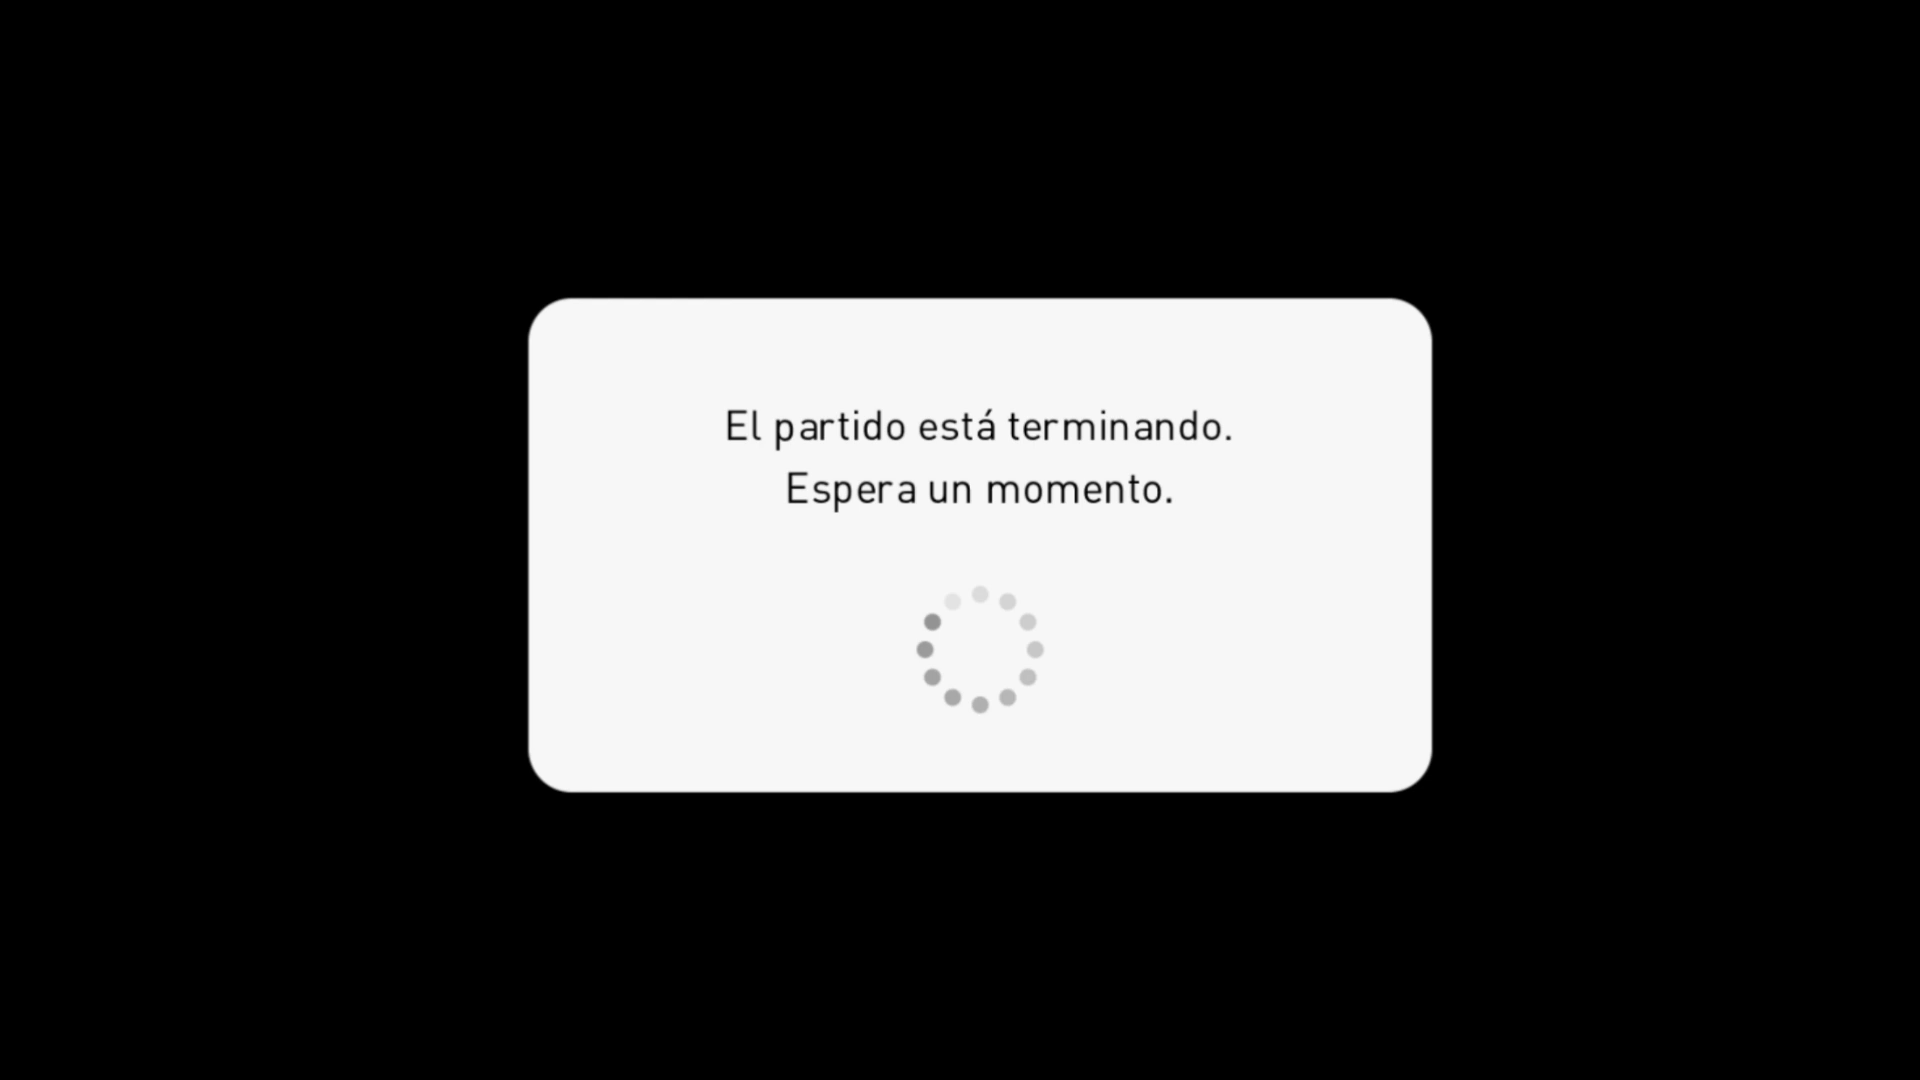 El partido está terminando.
Espera un momento.